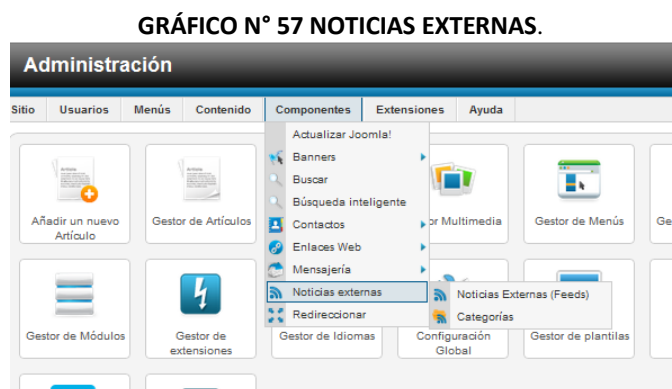 GRÁFICO N° 57 NOTICIAS EXTERNAS.
Administración
Sitio Usuarios Menús Contenido Componentes Extensiones Ayuda
Actualizar Joomla!
Banners
Buscar
Búsqueda inteligente
Contactos
Enlaces Web
Mensajería
Noticias externas
Redireccionar
Noticias Externas (Feeds)
Categorías
Añadir un nuevo
Artículo
Gestor de Artículos
Multimedia
Gestor de Menús
Gestor de Módulos
Gestor de
extensiones
Gestor de Idiomas
Configuración
Global
Gestor de plantilas